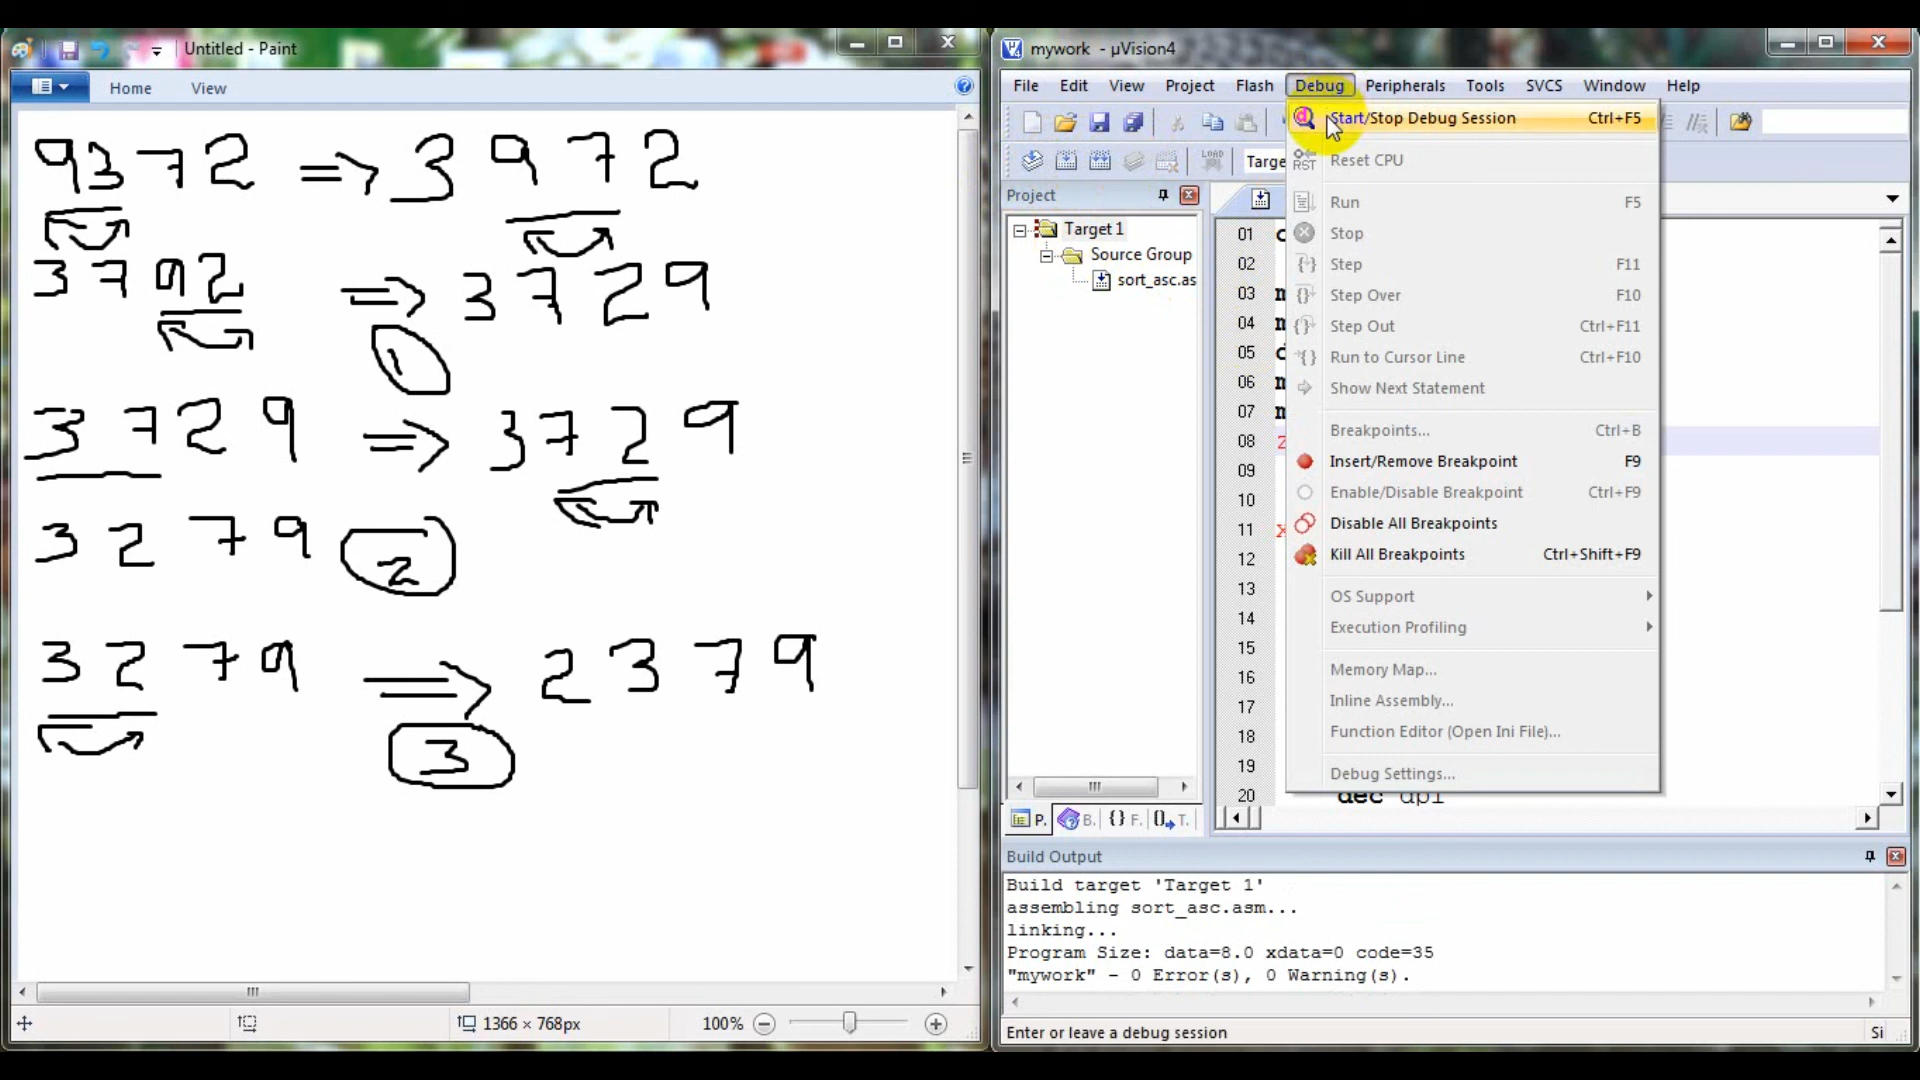 Untitled - Paint
Home View
9372 => 3972
3792 => 3729
1
3729 => 3729
3279 2
3279 => 2379
3
1366 × 768px 100%
mywork - µVision4
File Edit View Project Flash Debug Peripherals Tools SVCS Window Help
Start/Stop Debug Session Ctrl+F5
Reset CPU
Run F5
Stop
Step F11
Step Over F10
Step Out Ctrl+F11
Run to Cursor Line Ctrl+F10
Show Next Statement
Breakpoints... Ctrl+B
Insert/Remove Breakpoint F9
Enable/Disable Breakpoint Ctrl+F9
Disable All Breakpoints
Kill All Breakpoints Ctrl+Shift+F9
OS Support
Execution Profiling
Memory Map...
Inline Assembly...
Function Editor (Open Ini File)...
Debug Settings...
LOAD Targe
RST
Project
Target 1
Source Group
sort_asc.as
01
02
03
04
05
06
07
08
09
10
11
12
13
14
15
16
17
18
19
20 dec dpl
P. B. {} F. T.
Build Output
Build target 'Target 1'
assembling sort_asc.asm...
linking...
Program Size: data=8.0 xdata=0 code=35
"mywork" - 0 Error(s), 0 Warning(s).
Enter or leave a debug session Si